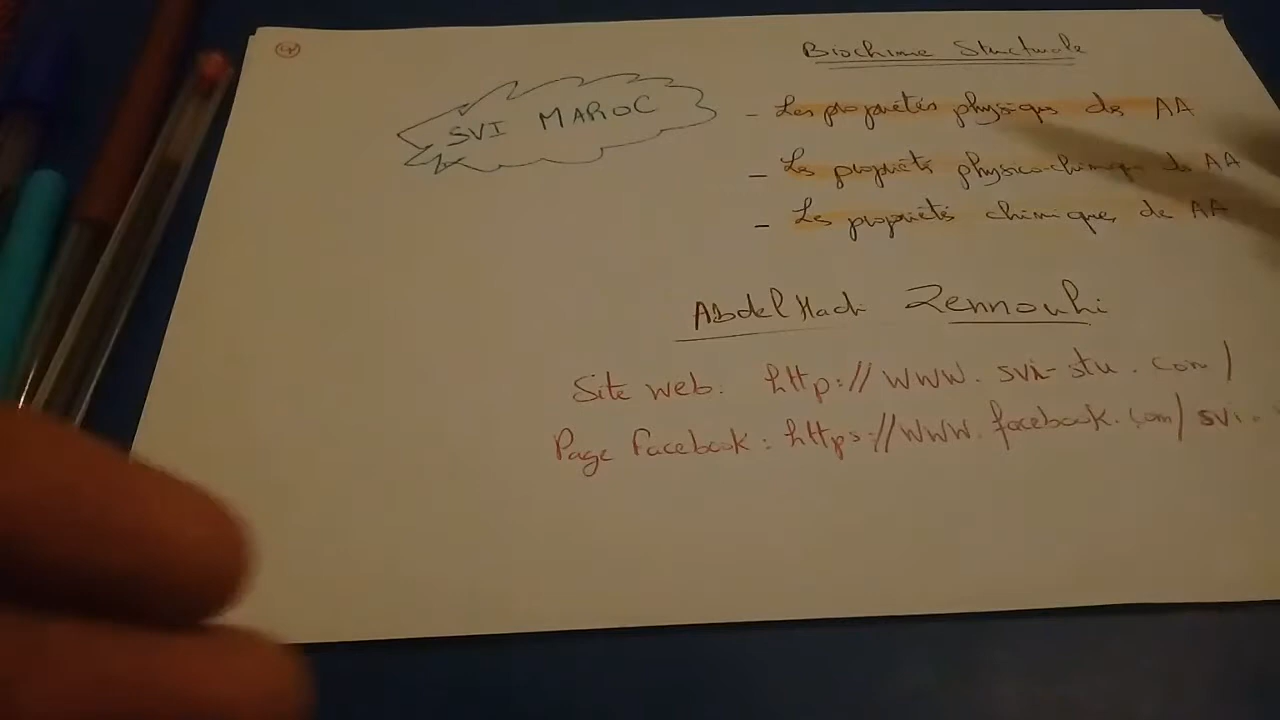 Biochimie Structurale
SVI MAROC
- Les propriétés physiques des AA
- Les propriétés physico-chimiques des AA
- Les propriétés chimiques de AA
AbdelHadi Zennouhi
Site web: http://www.svi-stu.com/
Page Facebook: https://www.facebook.com/svi.